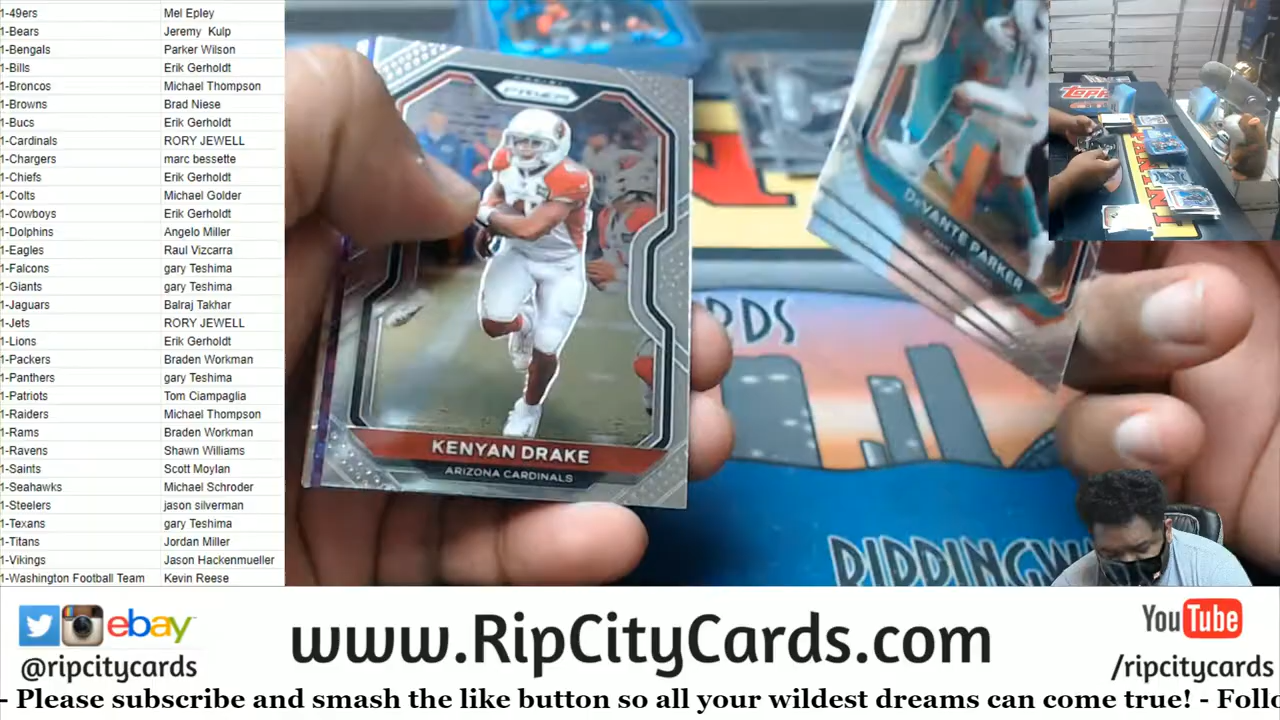 1-49ers Mel Epley
1-Bears Jeremy Kulp
1-Bengals Parker Wilson
1-Bills Erik Gerholdt
1-Broncos Michael Thompson
1-Browns Brad Niese
1-Bucs Erik Gerholdt
1-Cardinals RORY JEWELL
1-Chargers marc bessette
1-Chiefs Erik Gerholdt
1-Colts Michael Golder
1-Cowboys Erik Gerholdt
1-Dolphins Angelo Miller
1-Eagles Raul Vizcarra
1-Falcons gary Teshima
1-Giants gary Teshima
1-Jaguars Balraj Takhar
1-Jets RORY JEWELL
1-Lions Erik Gerholdt
1-Packers Braden Workman
1-Panthers gary Teshima
1-Patriots Tom Ciampaglia
1-Raiders Michael Thompson
1-Rams Braden Workman
1-Ravens Shawn Williams
1-Saints Scott Moylan
1-Seahawks Michael Schroder
1-Steelers jason silverman
1-Texans gary Teshima
1-Titans Jordan Miller
1-Vikings Jason Hackenmueller
1-Washington Football Team Kevin Reese
PRIZM
KENYAN DRAKE
ARIZONA CARDINALS
DeVANTE PARKER
RDS
RIPPINGW
Topps
PANINI
ebay
@ripcitycards
www.RipCityCards.com
YouTube
/ripcitycards
- Please subscribe and smash the like button so all your wildest dreams can come true! - Follo